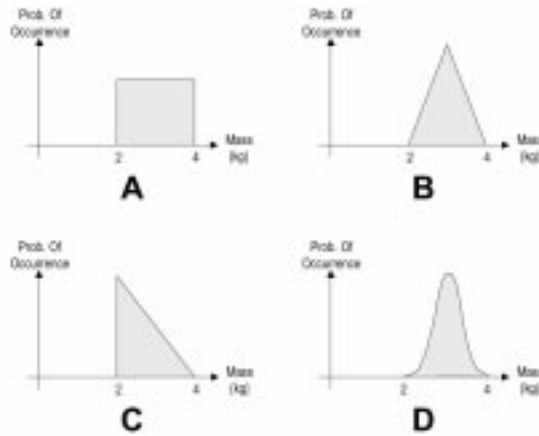 Prob. Of
Occurrence
Mass
(kg)
2
4
A
Prob. Of
Occurrence
Mass
(kg)
2
4
B
Prob. Of
Occurrence
Mass
(kg)
2
4
C
Prob. Of
Occurrence
Mass
(kg)
2
4
D